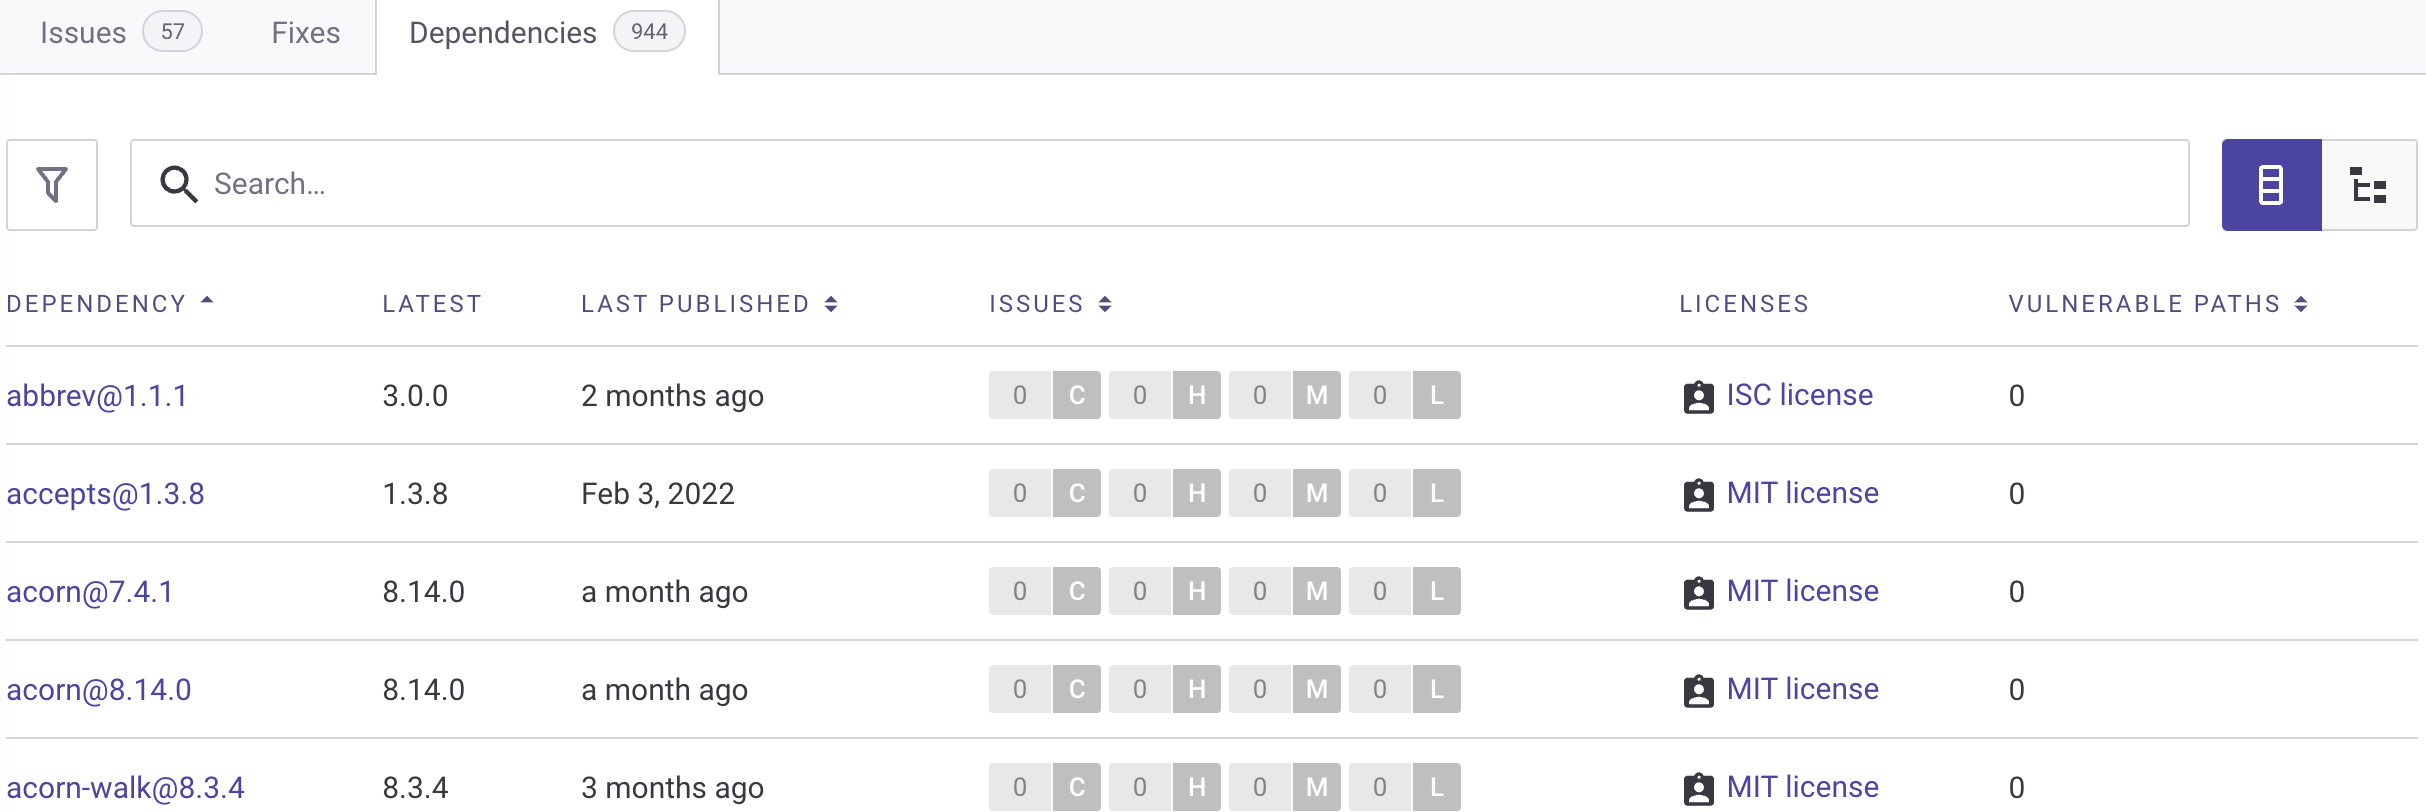 Issues 57 Fixes Dependencies 944
Search...
DEPENDENCY LATEST LAST PUBLISHED ISSUES LICENSES VULNERABLE PATHS
abbrev@1.1.1 3.0.0 2 months ago 0 C 0 H 0 M 0 L ISC license 0
accepts@1.3.8 1.3.8 Feb 3, 2022 0 C 0 H 0 M 0 L MIT license 0
acorn@7.4.1 8.14.0 a month ago 0 C 0 H 0 M 0 L MIT license 0
acorn@8.14.0 8.14.0 a month ago 0 C 0 H 0 M 0 L MIT license 0
acorn-walk@8.3.4 8.3.4 3 months ago 0 C 0 H 0 M 0 L MIT license 0